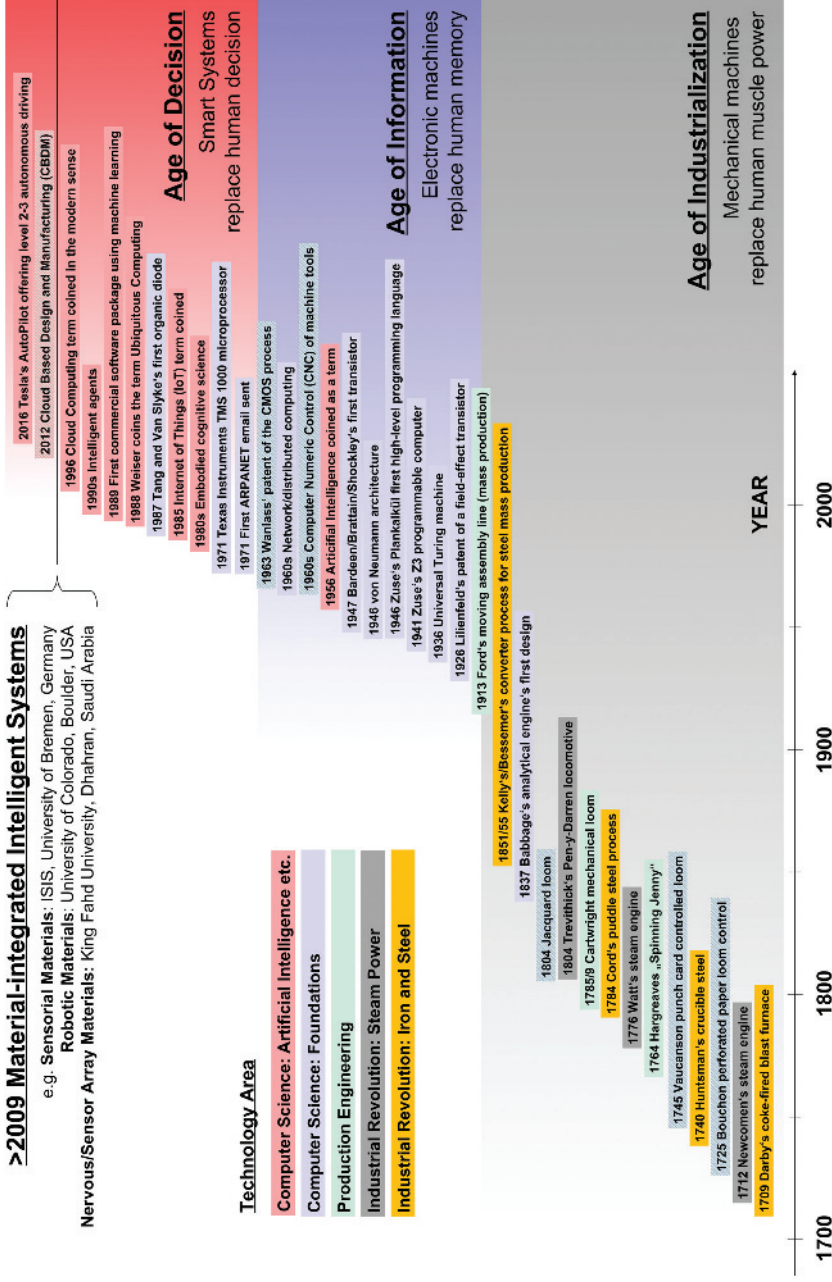 >2009 Material-integrated Intelligent Systems
e.g. Sensorial Materials: ISIS, University of Bremen, Germany
Robotic Materials: University of Colorado, Boulder, USA
Nervous/Sensor Array Materials: King Fahd University, Dhahran, Saudi Arabia
2016 Tesla's AutoPilot offering level 2-3 autonomous driving
2012 Cloud Based Design and Manufacturing (CBDM)
1996 Cloud Computing term coined in the modern sense
1990s Intelligent agents
1989 First commercial software package using machine learning
1988 Weiser coins the term Ubiquitous Computing
1987 Tang and Van Slyke's first organic diode
1985 Internet of Things (IoT) term coined
1980s Embodied cognitive science
1971 Texas Instruments TMS 1000 microprocessor
1971 First ARPANET email sent
Age of Decision
Smart Systems
replace human decision
1963 Wanlass' patent of the CMOS process
1960s Network/distributed computing
1960s Computer Numeric Control (CNC) of machine tools
1956 Articifial Intelligence coined as a term
1947 Bardeen/Brattain/Shockley's first transistor
1946 von Neumann architecture
1946 Zuse's Plankalkül first high-level programming language
1941 Zuse's Z3 programmable computer
1936 Universal Turing machine
1926 Lilienfeld's patent of a field-effect transistor
1913 Ford's moving assembly line (mass production)
Age of Information
Electronic machines
replace human memory
1851/55 Kelly's/Bessemer's converter process for steel mass production
1837 Babbage's analytical engine's first design
1804 Jacquard loom
1804 Trevithick's Pen-y-Darren locomotive
1785/9 Cartwright mechanical loom
1784 Cord's puddle steel process
1776 Watt's steam engine
1764 Hargreaves „Spinning Jenny"
1745 Vaucanson punch card controlled loom
1740 Huntsman's crucible steel
1725 Bouchon perforated paper loom control
1712 Newcomen's steam engine
1709 Darby's coke-fired blast furnace
Age of Industrialization
Mechanical machines
replace human muscle power
Technology Area
Computer Science: Artificial Intelligence etc.
Computer Science: Foundations
Production Engineering
Industrial Revolution: Steam Power
Industrial Revolution: Iron and Steel
YEAR
1700
1800
1900
2000